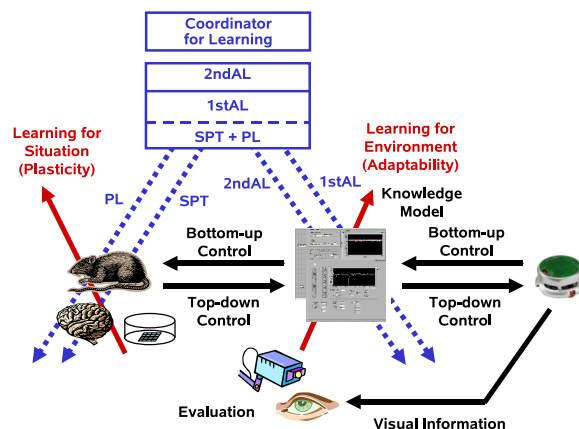 Coordinator
for Learning
2ndAL
1stAL
SPT + PL
Learning for
Situation
(Plasticity)
Learning for
Environment
(Adaptability)
PL
SPT
2ndAL
1stAL
Knowledge
Model
Bottom-up
Control
Bottom-up
Control
Top-down
Control
Top-down
Control
Evaluation
Visual Information